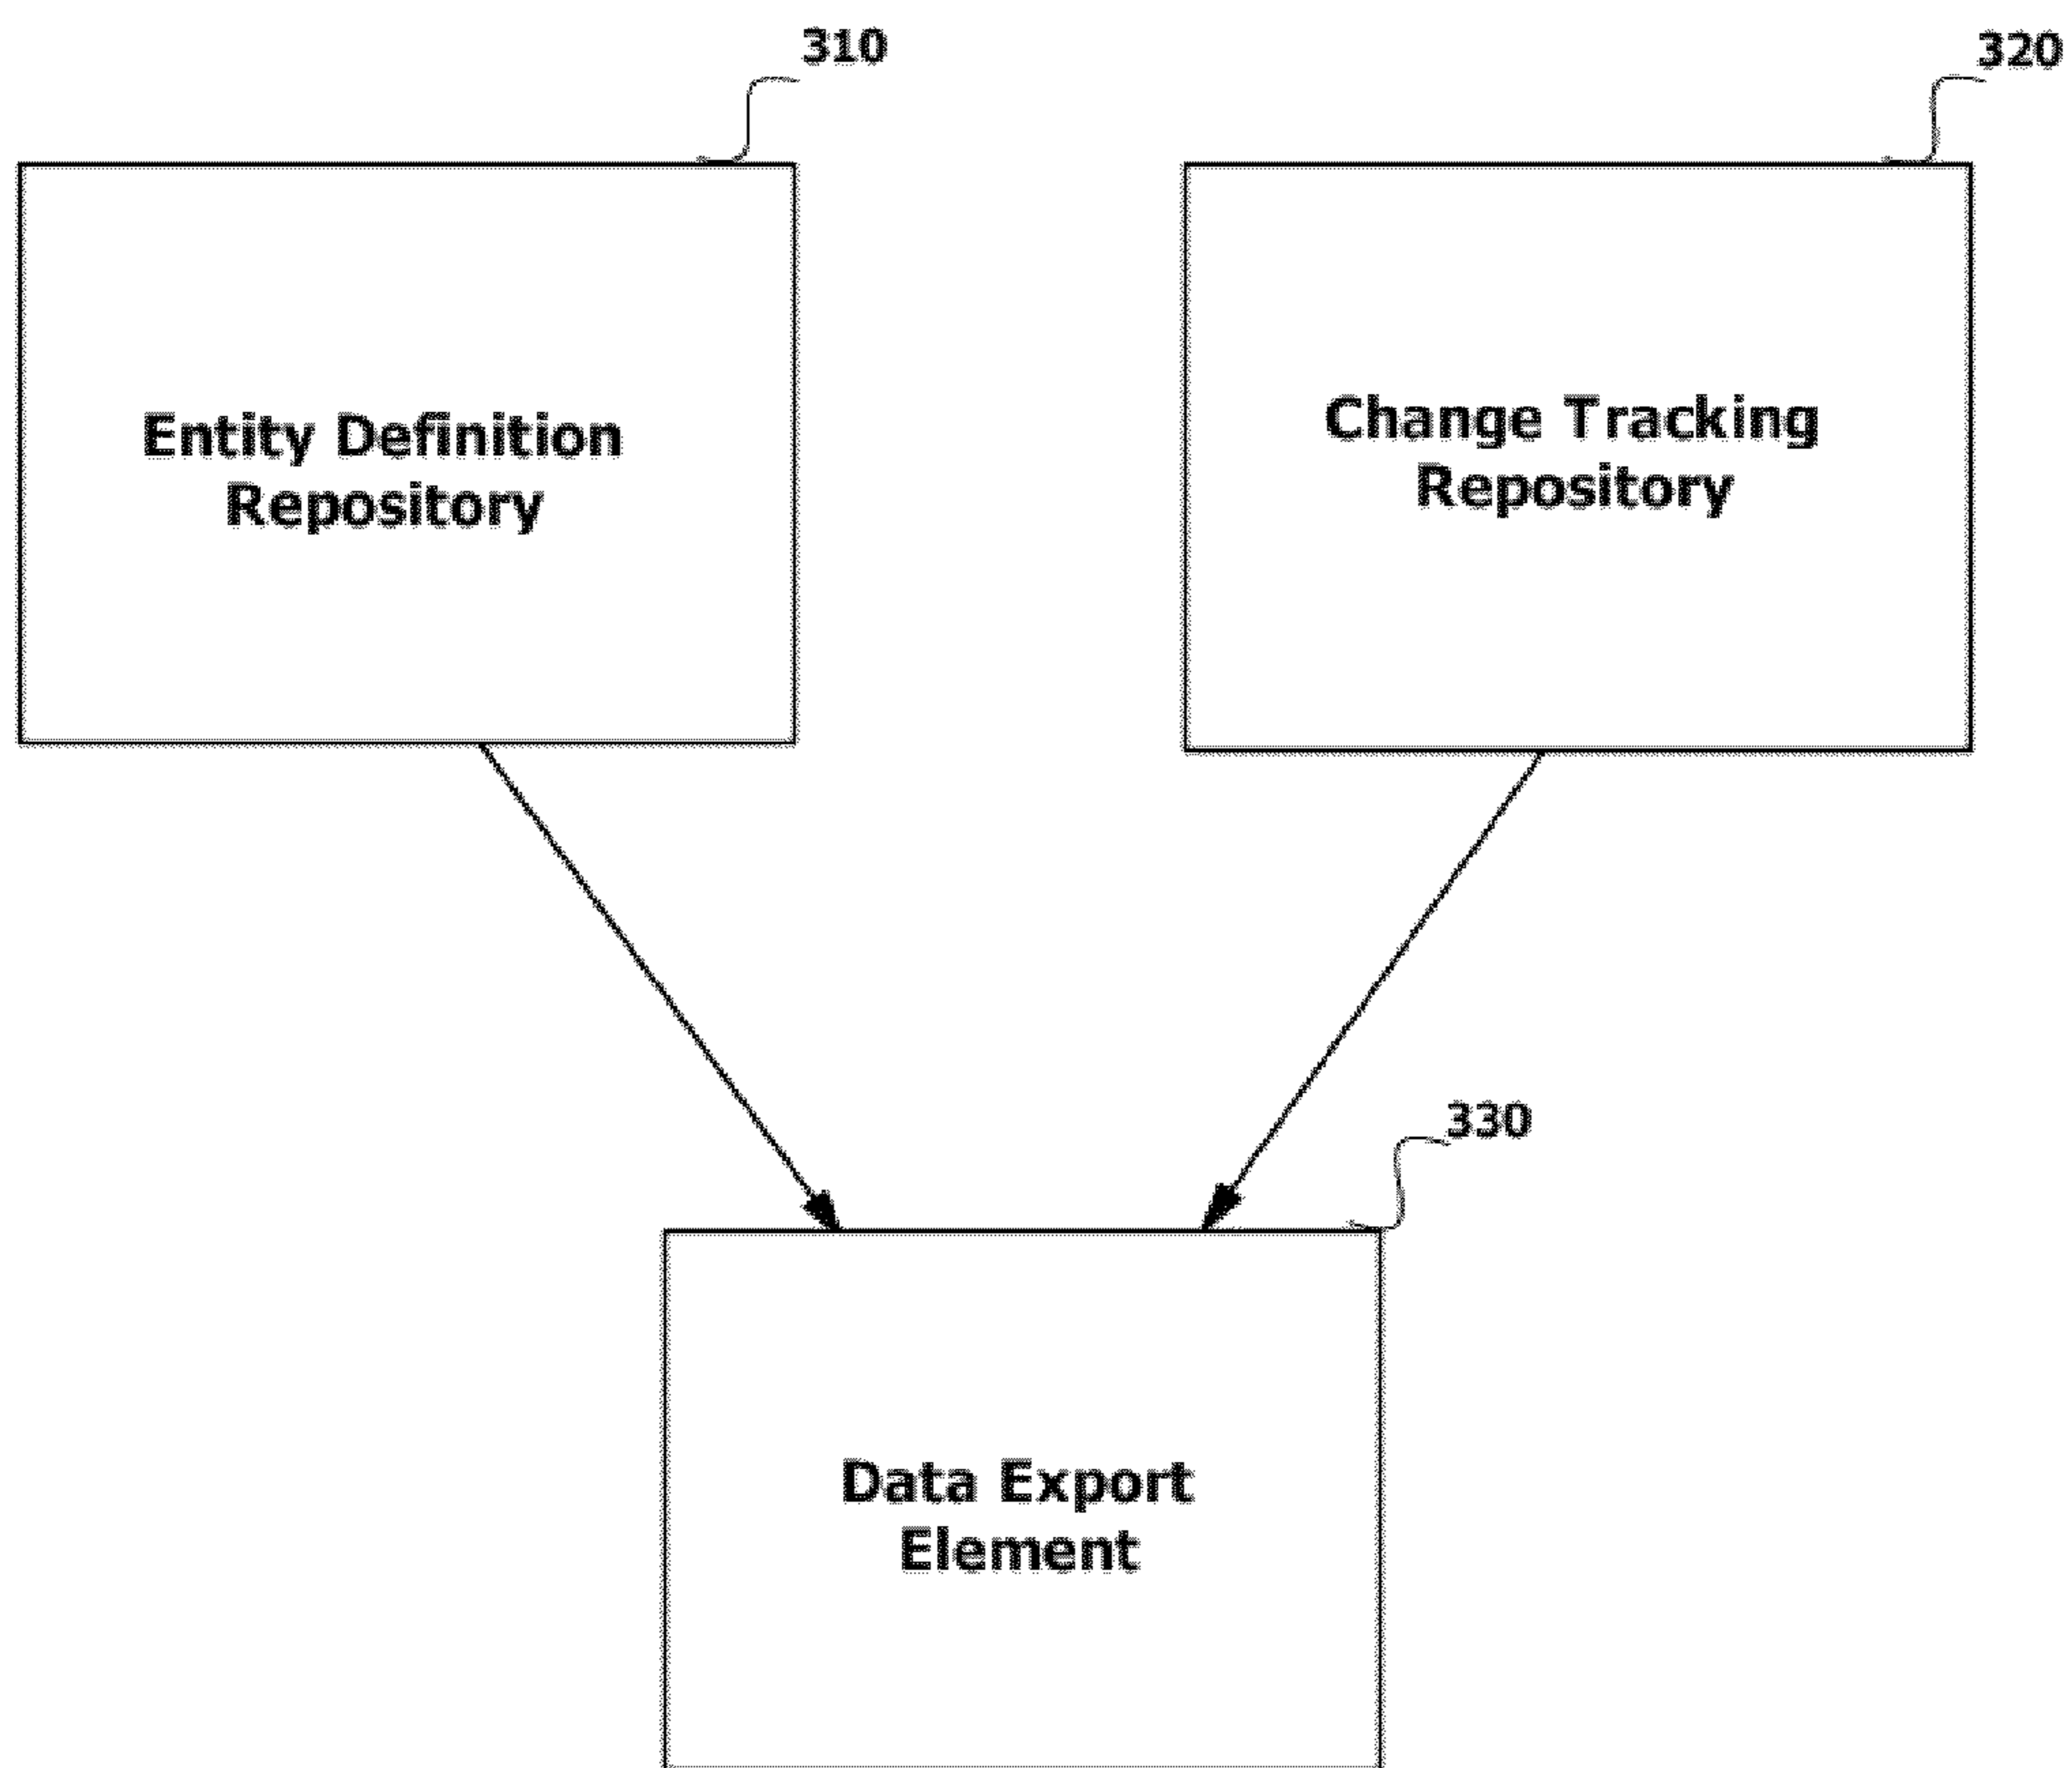 310
320
Entity Definition
Repository
Change Tracking
Repository
330
Data Export
Element